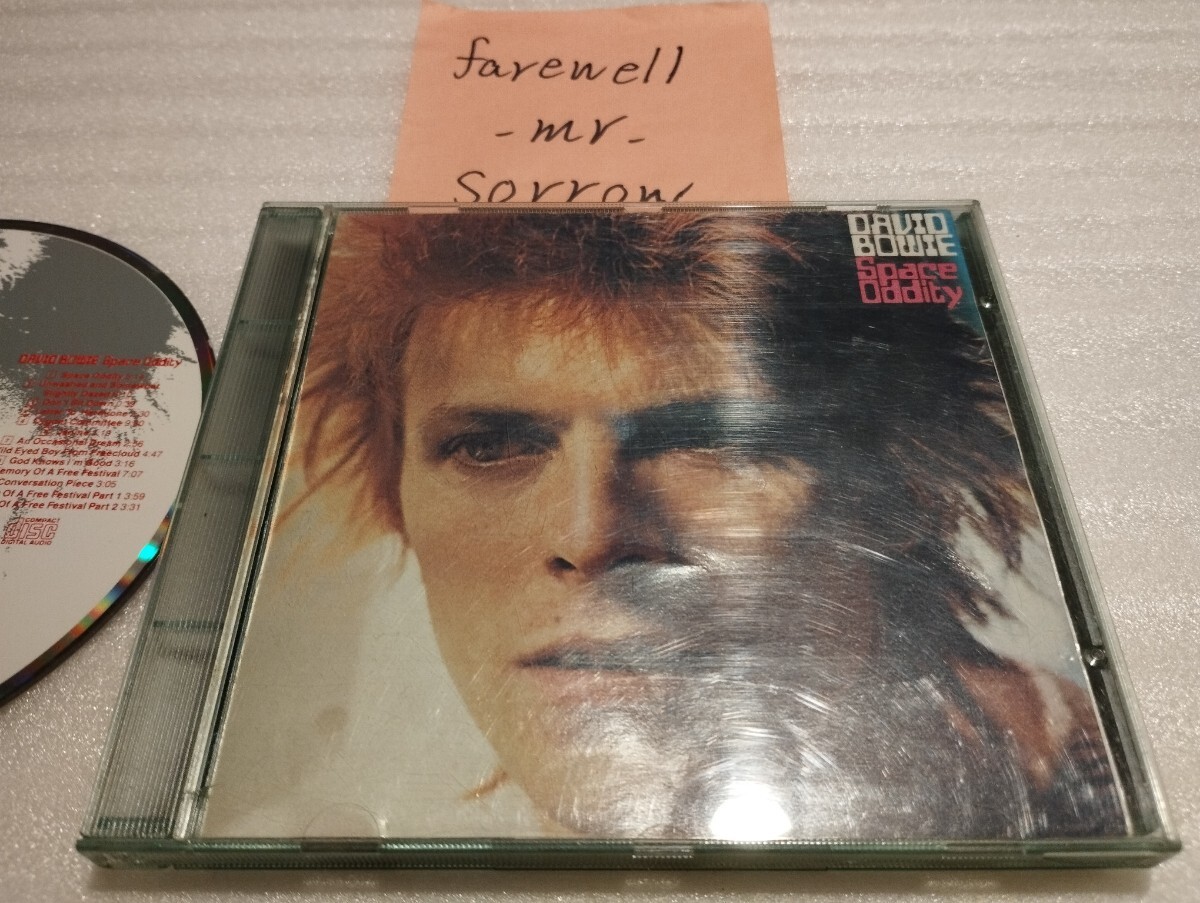 farewell
- mr -
sorrow
DAVID
BOWIE
Space
Oddity
DAVID BOWIE Space Oddity
Space Oddity
An Occasional Dream 2:56
Wild Eyed Boy From Freecloud 4:47
God Knows I'm Good 3:16
Memory Of A Free Festival 7:07
Conversation Piece 3:05
Of A Free Festival Part 1 3:59
Of A Free Festival Part 2 3:31
COMPACT
DISC
DIGITAL AUDIO